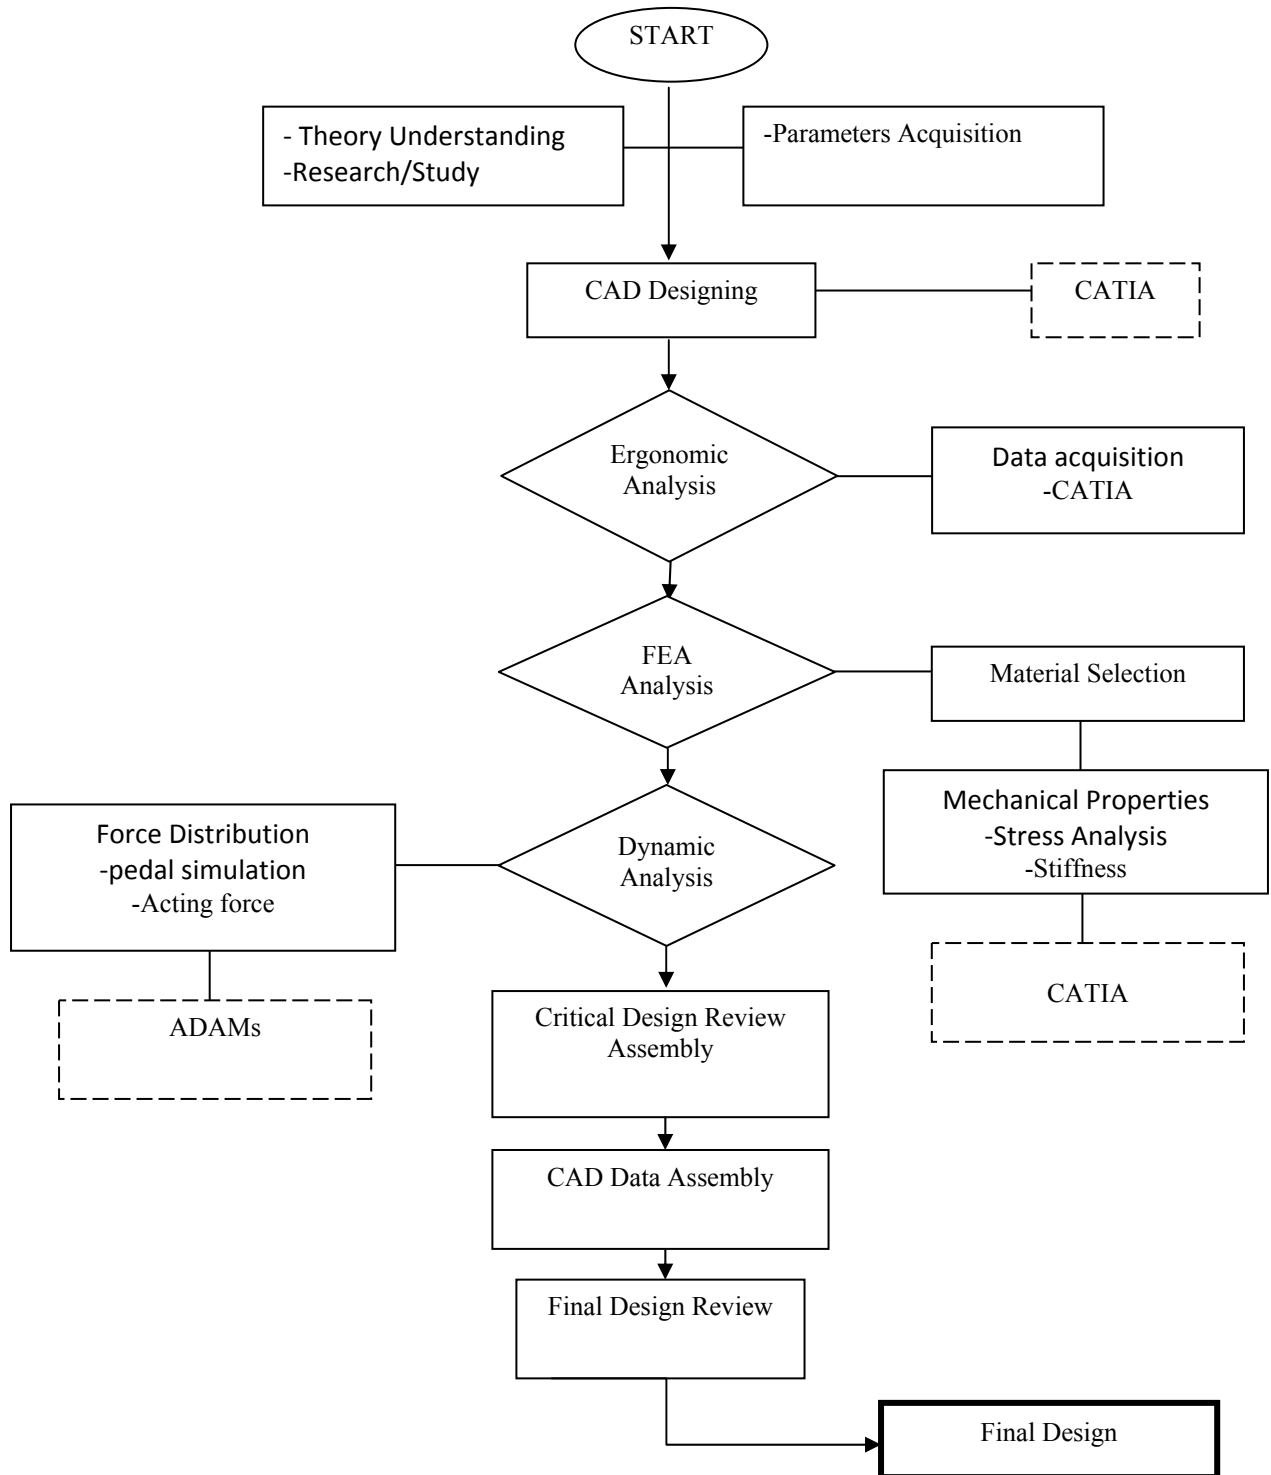 START
- Theory Understanding
-Research/Study
-Parameters Acquisition
CAD Designing
CATIA
Ergonomic
Analysis
Data acquisition
-CATIA
FEA
Analysis
Material Selection
Mechanical Properties
-Stress Analysis
-Stiffness
CATIA
Dynamic
Analysis
Force Distribution
-pedal simulation
-Acting force
ADAMs
Critical Design Review
Assembly
CAD Data Assembly
Final Design Review
Final Design